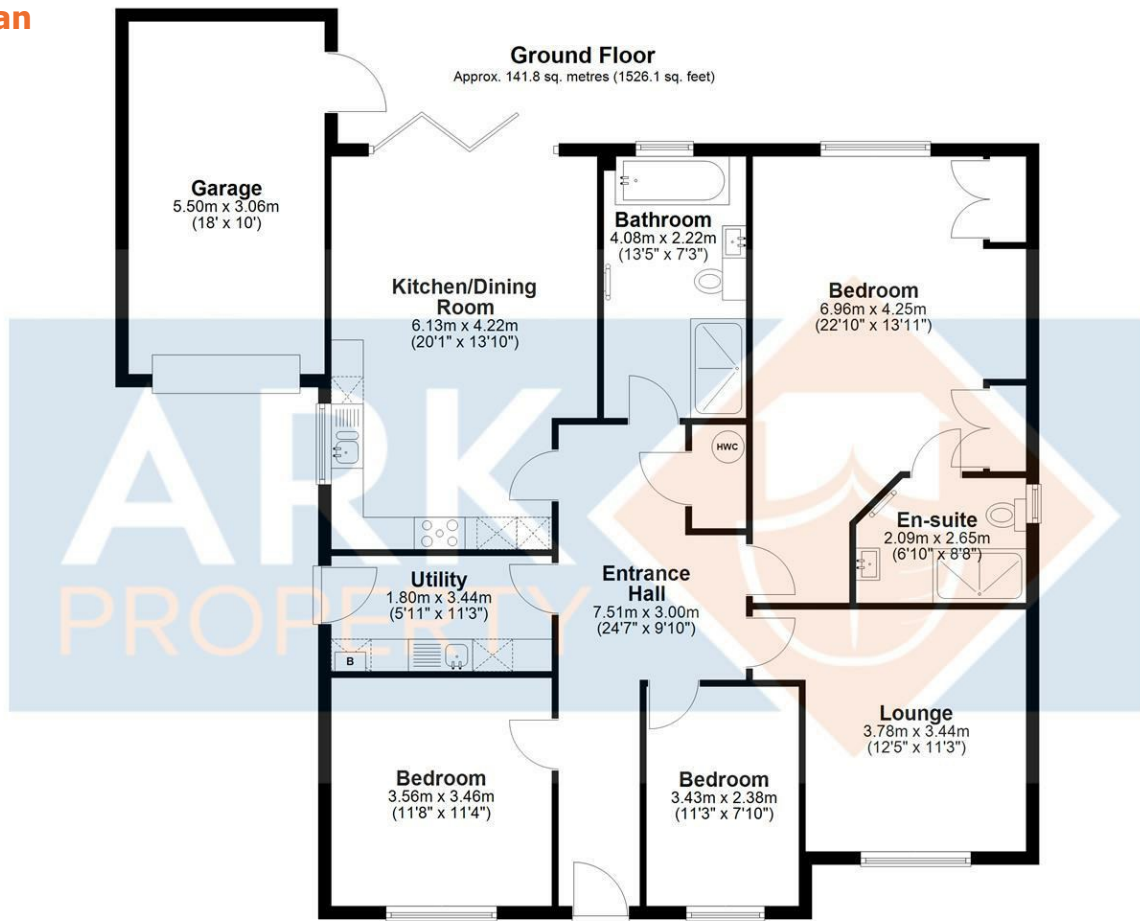 an
Ground Floor
Approx. 141.8 sq. metres (1526.1 sq. feet)
Garage
5.50m x 3.06m
(18' x 10')
Kitchen/Dining
Room
6.13m x 4.22m
(20'1" x 13'10")
Bathroom
4.08m x 2.22m
(13'5" x 7'3")
Bedroom
6.96m x 4.25m
(22'10" x 13'11")
HWC
En-suite
2.09m x 2.65m
(6'10" x 8'8")
Utility
1.80m x 3.44m
(5'11" x 11'3")
B
Entrance
Hall
7.51m x 3.00m
(24'7" x 9'10")
Lounge
3.78m x 3.44m
(12'5" x 11'3")
Bedroom
3.56m x 3.46m
(11'8" x 11'4")
Bedroom
3.43m x 2.38m
(11'3" x 7'10")
ARK
PROPERTY